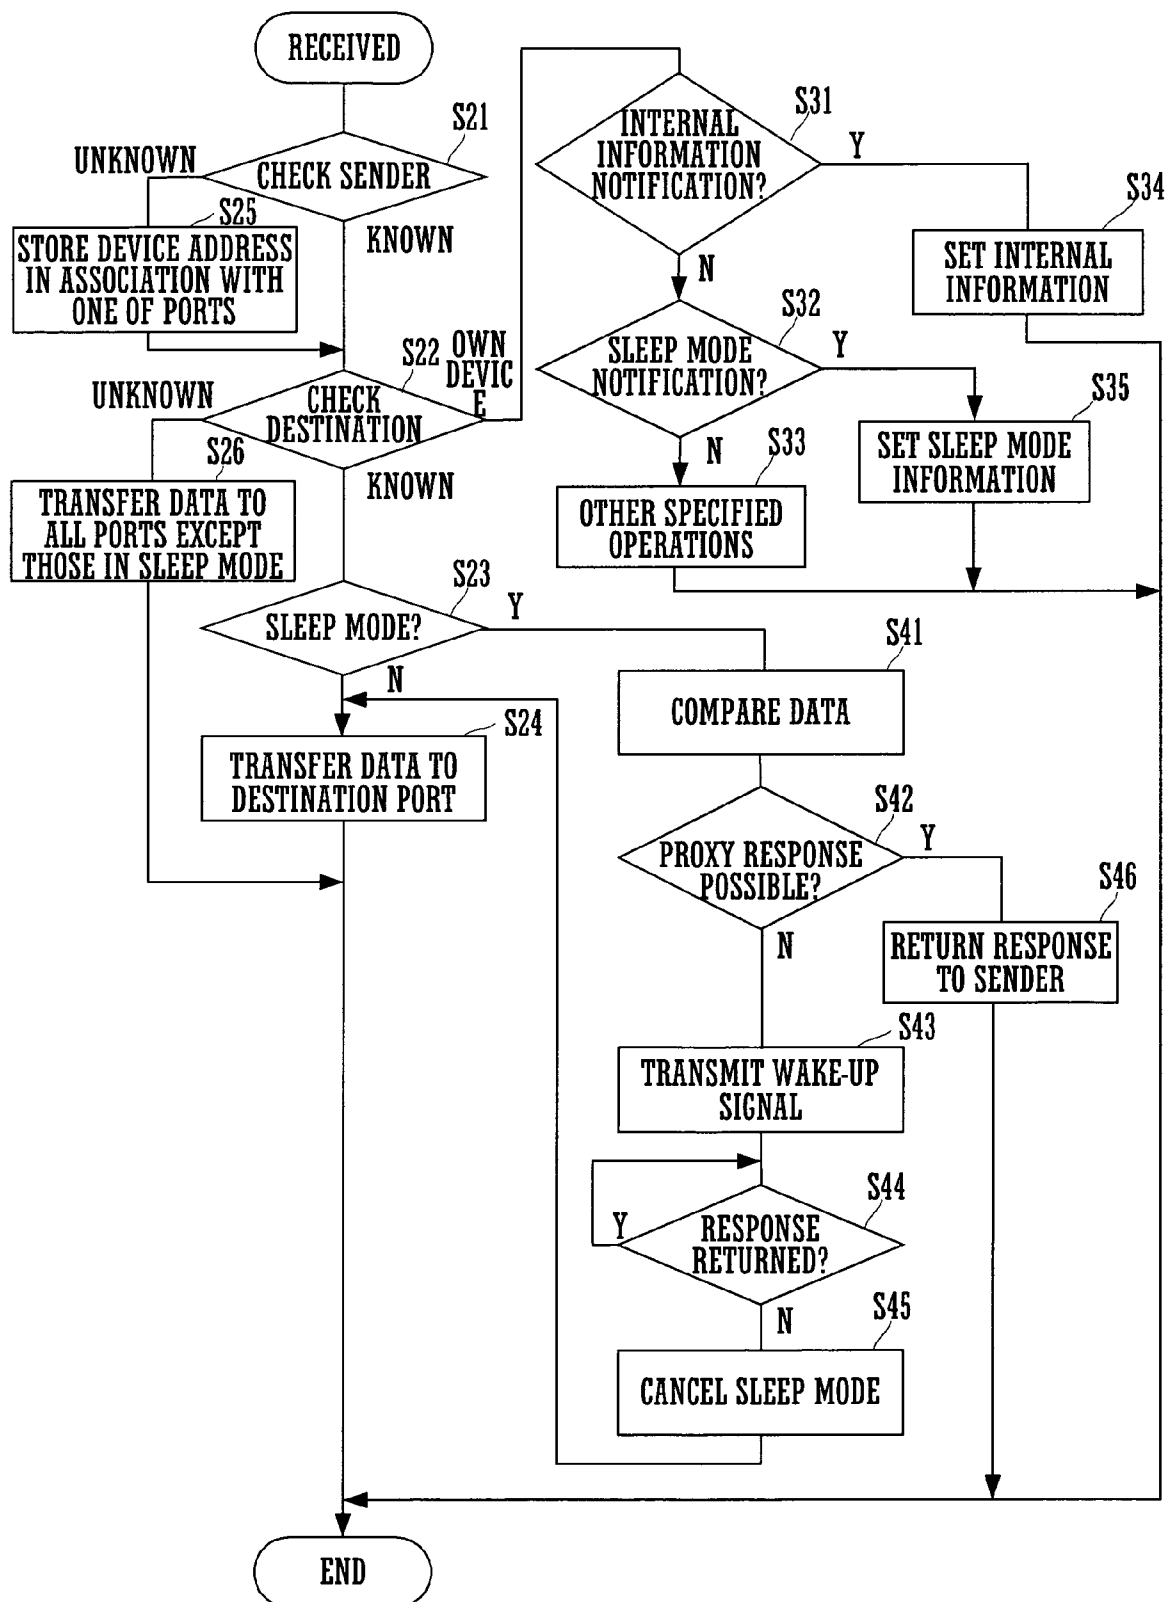 RECEIVED
S21
UNKNOWN
CHECK SENDER
S25
KNOWN
STORE DEVICE ADDRESS
IN ASSOCIATION WITH
ONE OF PORTS
S22
OWN
DEVIC
E
UNKNOWN
CHECK
DESTINATION
S26
KNOWN
TRANSFER DATA TO
ALL PORTS EXCEPT
THOSE IN SLEEP MODE
S23
SLEEP MODE?
Y
N
S24
TRANSFER DATA TO
DESTINATION PORT
S31
INTERNAL
INFORMATION
NOTIFICATION?
Y
S34
SET INTERNAL
INFORMATION
N
S32
SLEEP MODE
NOTIFICATION?
Y
S35
SET SLEEP MODE
INFORMATION
N
S33
OTHER SPECIFIED
OPERATIONS
S41
COMPARE DATA
S42
PROXY RESPONSE
POSSIBLE?
Y
S46
RETURN RESPONSE
TO SENDER
N
S43
TRANSMIT WAKE-UP
SIGNAL
S44
Y
RESPONSE
RETURNED?
N
S45
CANCEL SLEEP MODE
END